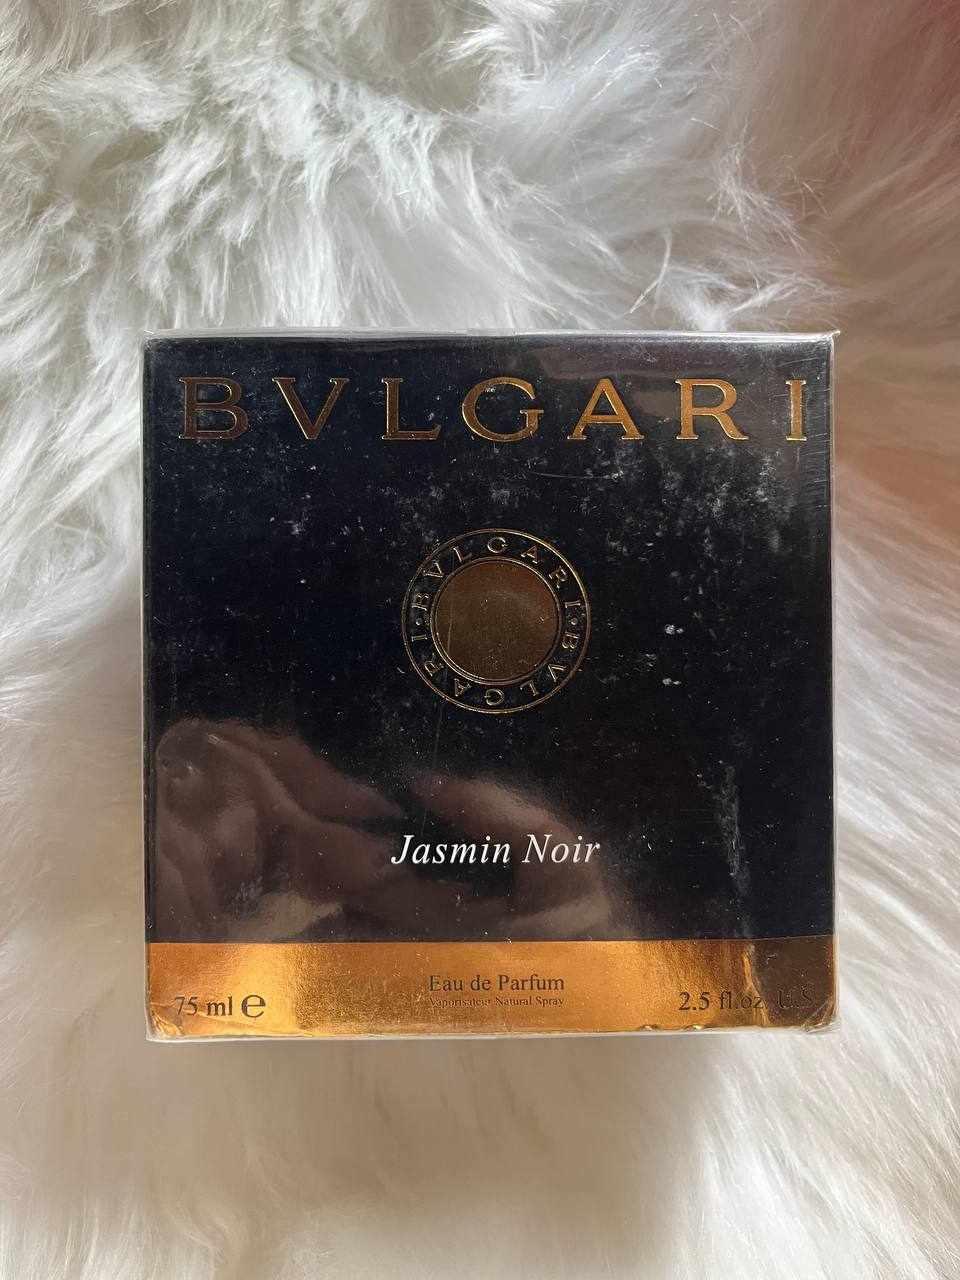 BVLGARI
BVLGARI · BVLGARI ·
Jasmin Noir
Eau de Parfum
Vaporisateur Natural Spray
75 ml ℮
2.5 fl.oz. U.S.